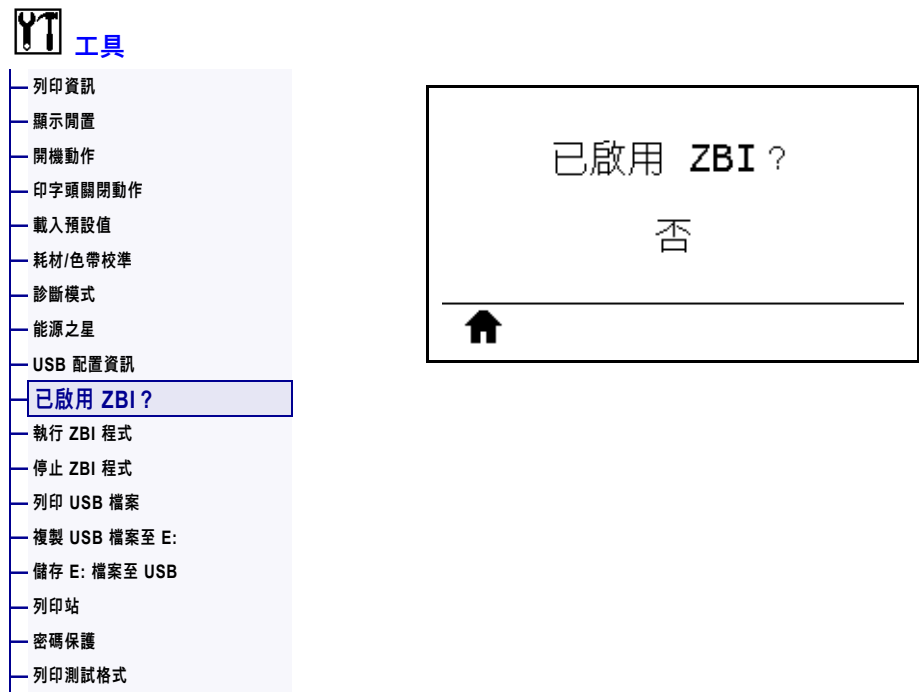 工具
列印資訊
顯示閒置
開機動作
印字頭關閉動作
載入預設值
耗材/色帶校準
診斷模式
能源之星
USB 配置資訊
已啟用 ZBI？
執行 ZBI 程式
停止 ZBI 程式
列印 USB 檔案
複製 USB 檔案至 E:
儲存 E: 檔案至 USB
列印站
密碼保護
列印測試格式
已啟用 ZBI？
否